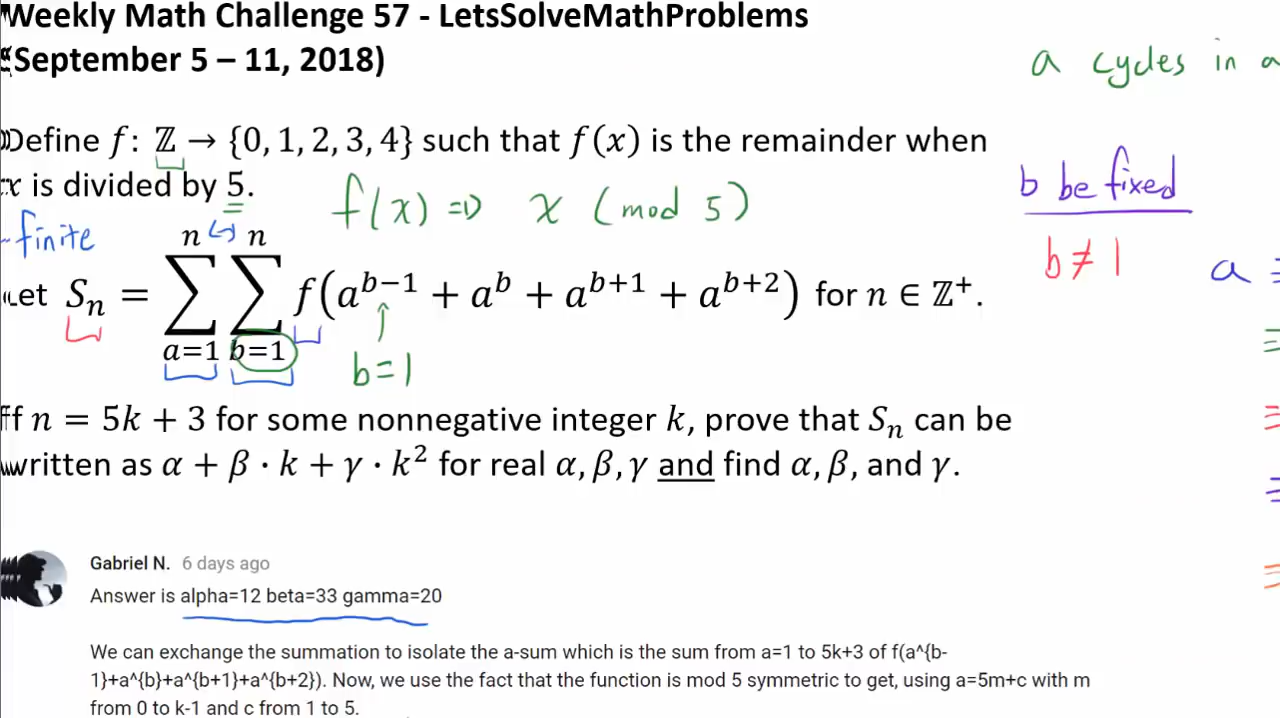 Weekly Math Challenge 57 - LetsSolveMathProblems
(September 5 – 11, 2018)
a cycles in a
Define f: ℤ → {0, 1, 2, 3, 4} such that f(x) is the remainder when
x is divided by 5.
f(x) ⇒ x (mod 5)
b be fixed
b ≠ 1
a ≡
finite
Let Sₙ = ∑_{a=1}^{n} ∑_{b=1}^{n} f(a^{b−1} + a^{b} + a^{b+1} + a^{b+2}) for n ∈ ℤ⁺.
b = 1
If n = 5k + 3 for some nonnegative integer k, prove that Sₙ can be
written as α + β · k + γ · k² for real α, β, γ and find α, β, and γ.
Gabriel N. 6 days ago
Answer is alpha=12 beta=33 gamma=20
We can exchange the summation to isolate the a-sum which is the sum from a=1 to 5k+3 of f(a^{b-
1}+a^{b}+a^{b+1}+a^{b+2}). Now, we use the fact that the function is mod 5 symmetric to get, using a=5m+c with m
from 0 to k-1 and c from 1 to 5.